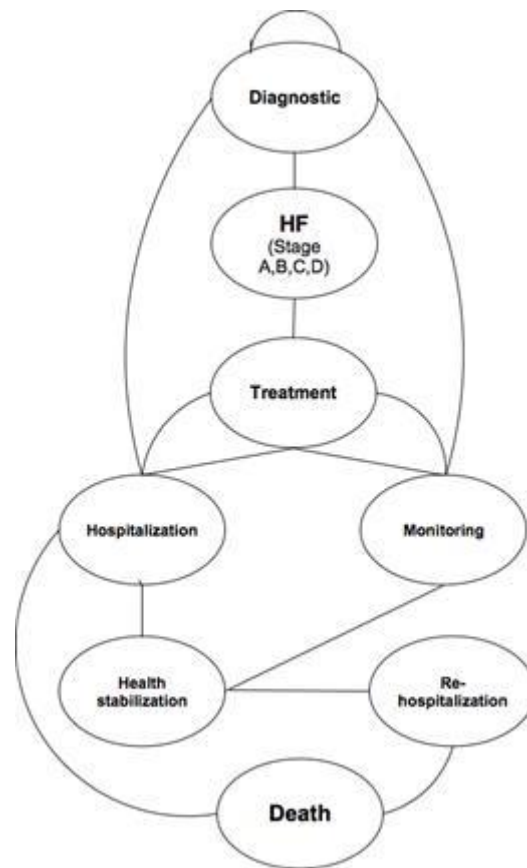 Diagnostic
HF
(Stage
A,B,C,D)
Treatment
Hospitalization
Monitoring
Health
stabilization
Re-
hospitalization
Death